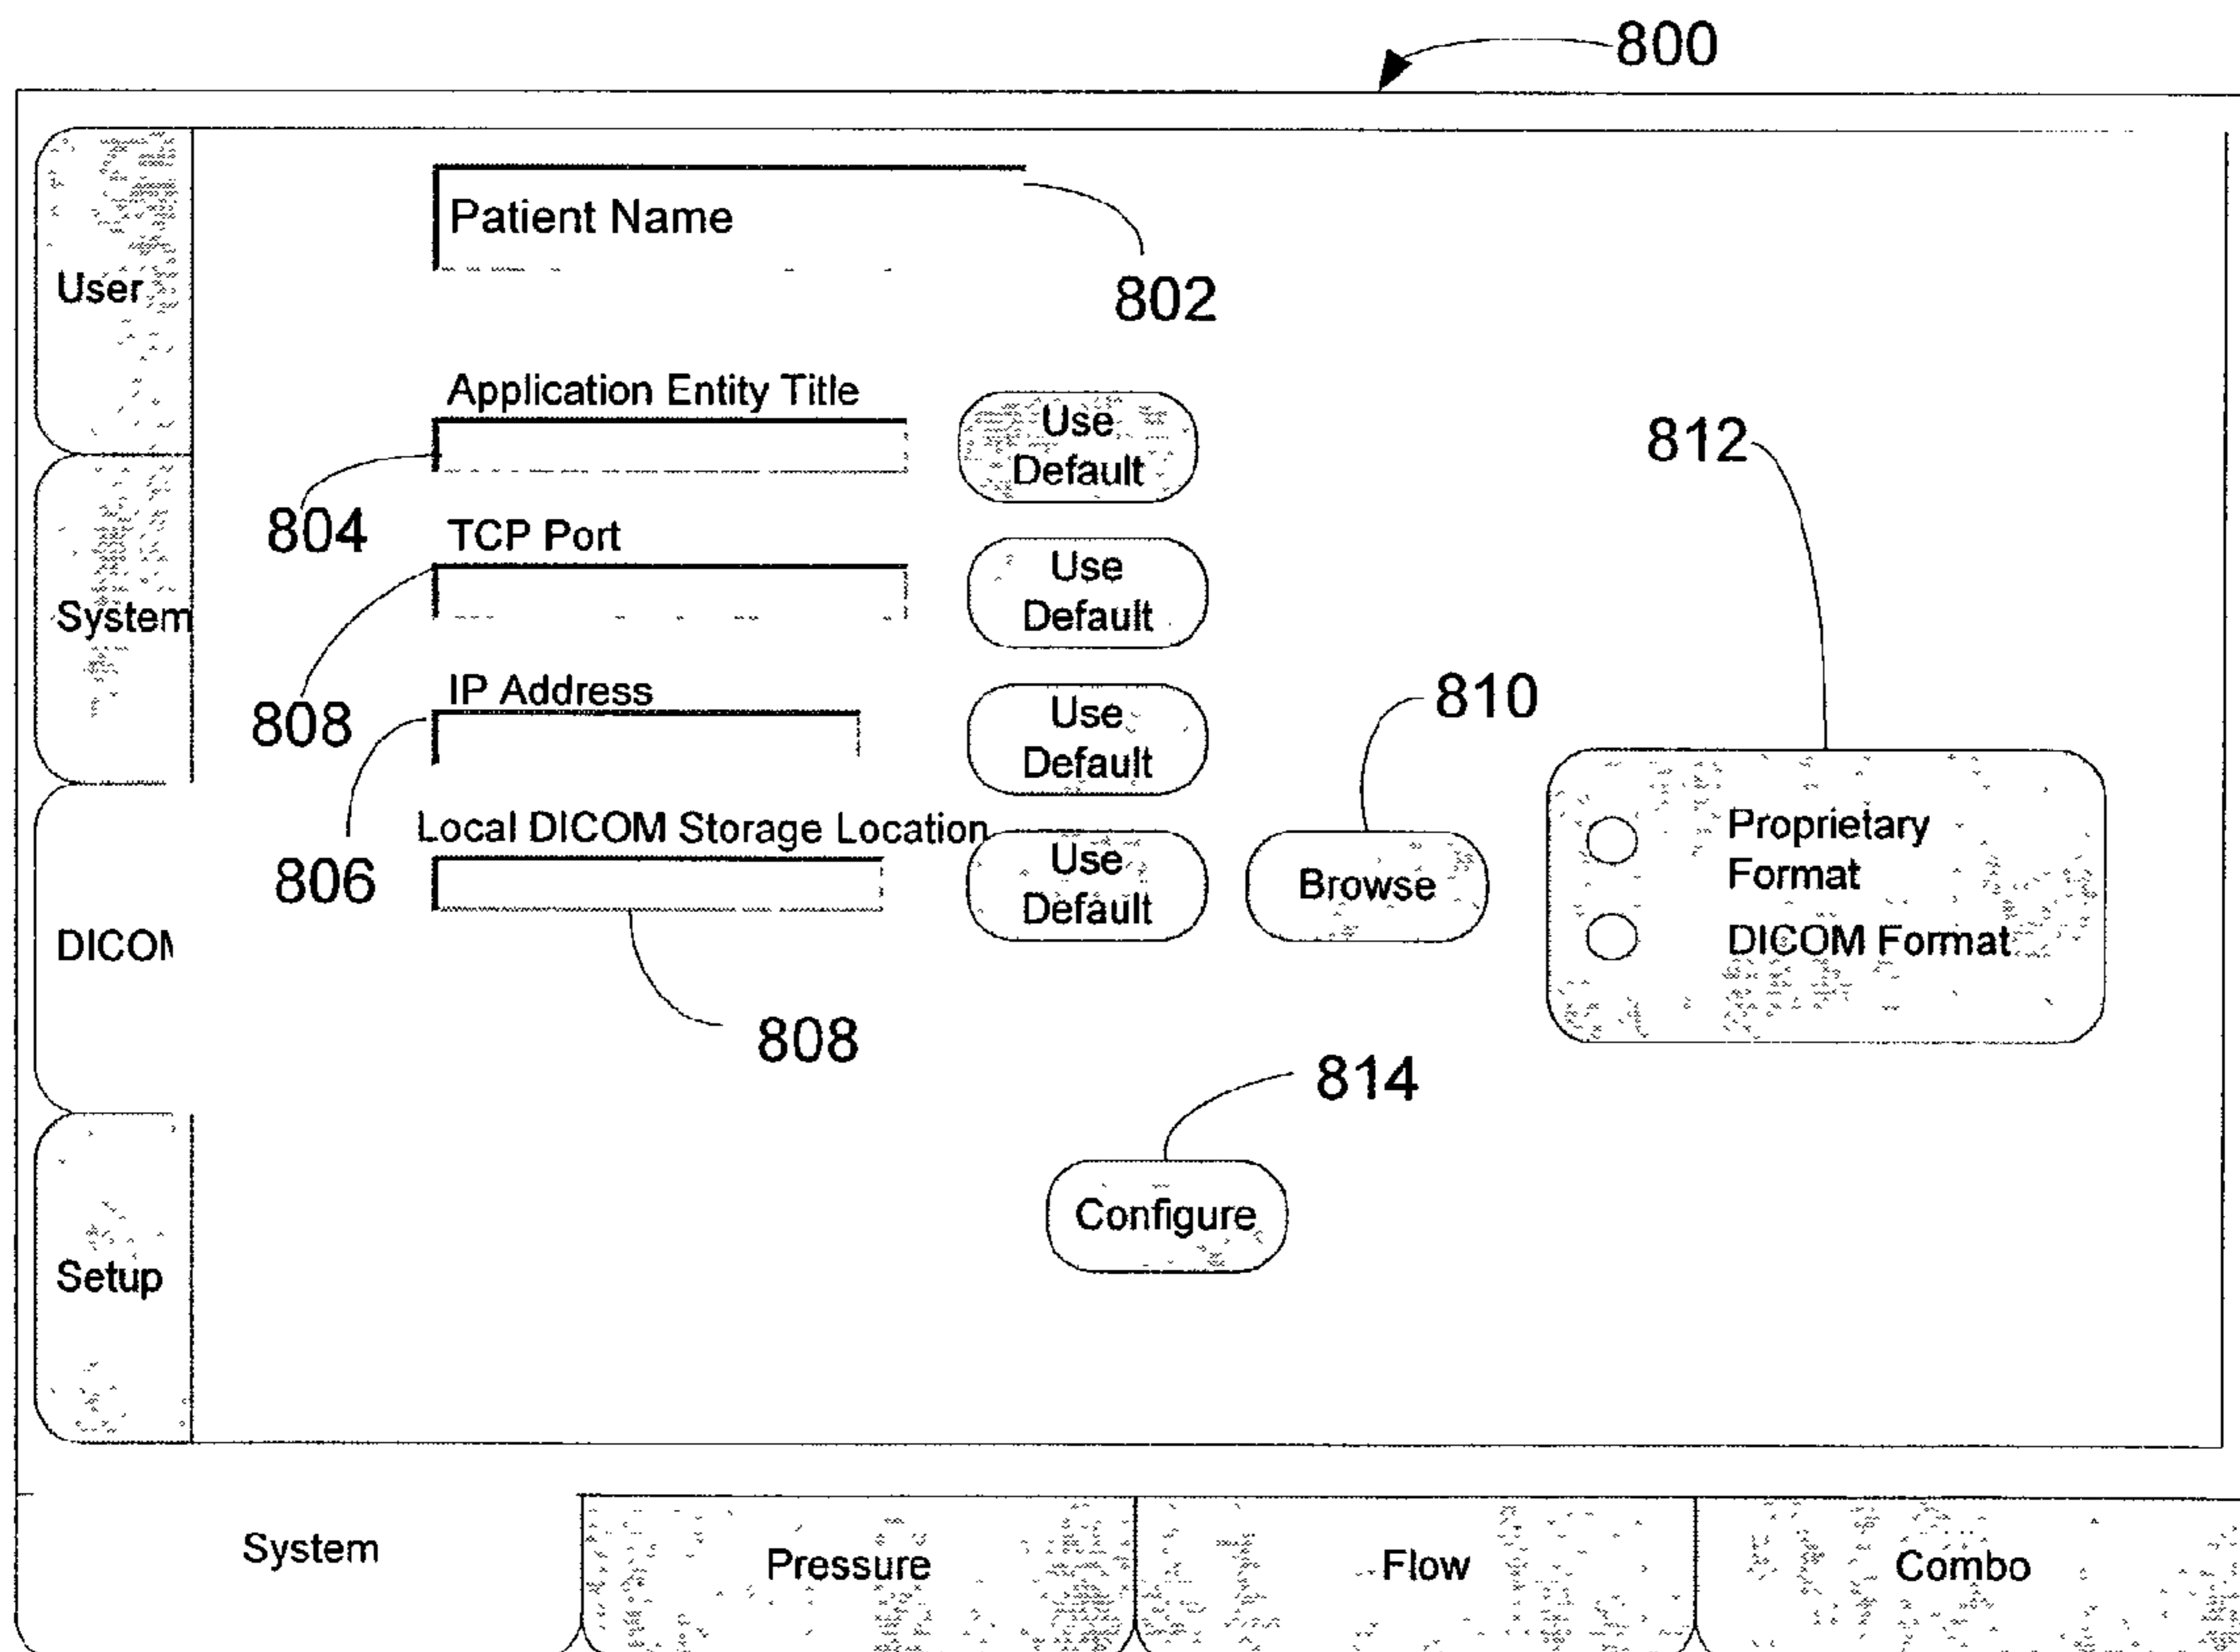 800
Patient Name
User
802
Application Entity Title
Use
Default
812
804
TCP Port
Use
Default
System
IP Address
808
Use
Default
810
Proprietary
Format
Local DICOM Storage Location
806
Use
Default
Browse
DICOM
DICOM Format
808
814
Configure
Setup
System
Pressure
Flow
Combo